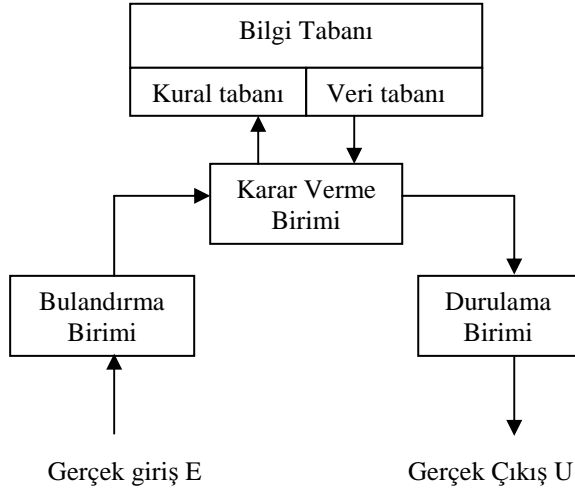 Bilgi Tabanı
Kural tabanı
Veri tabanı
Karar Verme
Birimi
Bulandırma
Birimi
Durulama
Birimi
Gerçek giriş E
Gerçek Çıkış U